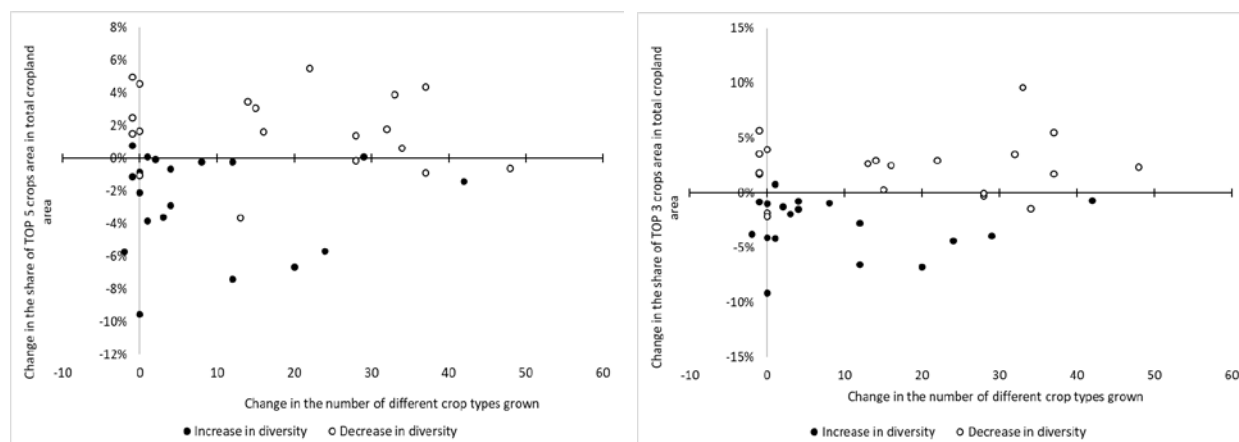 Change in the share of TOP 5 crops area in total cropland
area
8%
6%
4%
2%
0%
-2%
-4%
-6%
-8%
-10%
-12%
-10 0 10 20 30 40 50 60
Change in the number of different crop types grown
● Increase in diversity ○ Decrease in diversity
Change in the share of TOP 3 crops area in total cropland
area
15%
10%
5%
0%
-5%
-10%
-15%
-10 0 10 20 30 40 50 60
Change in the number of different crop types grown
● Increase in diversity ○ Decrease in diversity